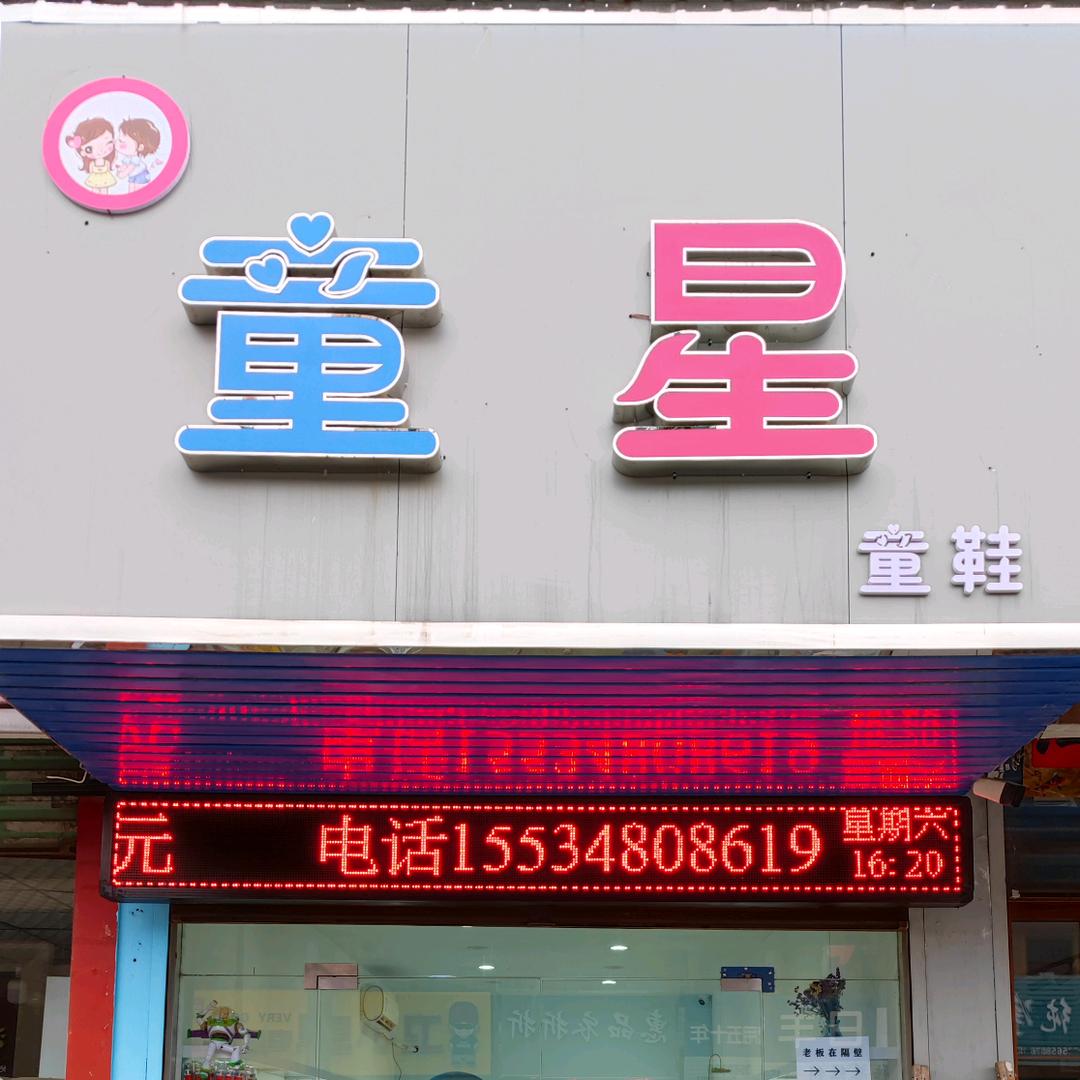 童星
童鞋
元 电话15534808619 星期六
16:20
老板在隔壁
→→→